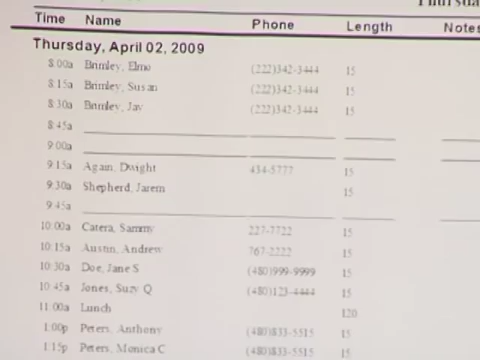 Thursda
Time Name Phone Length Notes
Thursday, April 02, 2009
8:00a Brimley, Elmo (222)342-3444 15
8:15a Brimley, Susan (222)342-3444 15
8:30a Brimley, Jay (222)342-3444 15
8:45a
9:00a
9:15a Again, Dwight 434-5777 15
9:30a Shepherd, Jarem 15
9:45a
10:00a Catera, Sammy 227-7722 15
10:15a Austin, Andrew 767-2222 15
10:30a Doe, Jane S (480)999-9999 15
10:45a Jones, Suzy Q (480)123-4444 15
11:00a Lunch 120
1:00p Peters, Anthony (480)833-5515 15
1:15p Peters, Monica C (480)833-5515 15